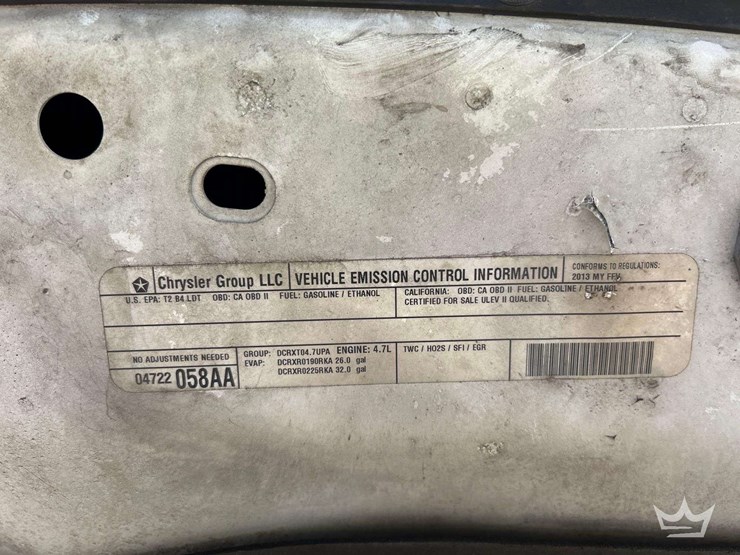 Chrysler Group LLC
VEHICLE EMISSION CONTROL INFORMATION
CONFORMS TO REGULATIONS:
2013 MY FFV
U.S. EPA: T2 B4 LDT OBD: CA OBD II FUEL: GASOLINE / ETHANOL
CALIFORNIA: OBD: CA OBD II FUEL: GASOLINE / ETHANOL
CERTIFIED FOR SALE ULEV II QUALIFIED.
NO ADJUSTMENTS NEEDED
04722 058AA
GROUP: DCRXT04.7UPA ENGINE: 4.7L
EVAP: DCRXR0190RKA 26.0 gal
DCRXR0225RKA 32.0 gal
TWC / HO2S / SFI / EGR